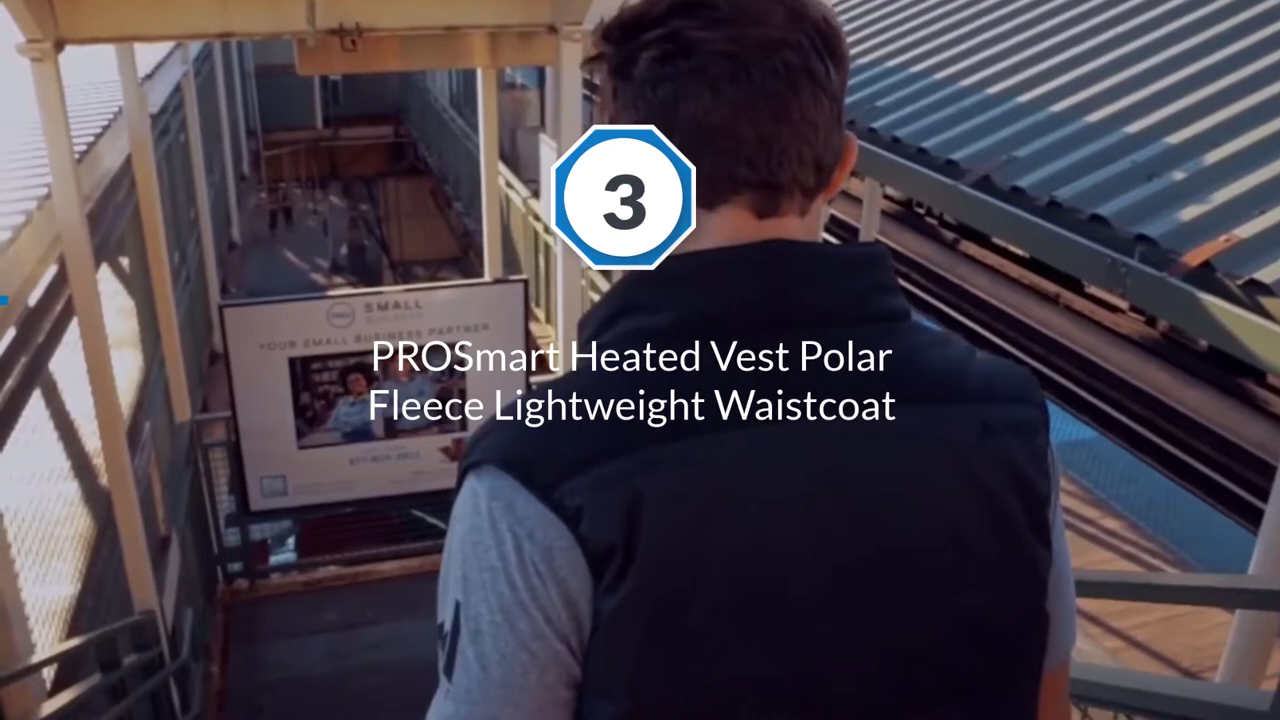 3
SMALL
YOUR SMALL BUSINESS PARTNER
PROSmart Heated Vest Polar
Fleece Lightweight Waistcoat